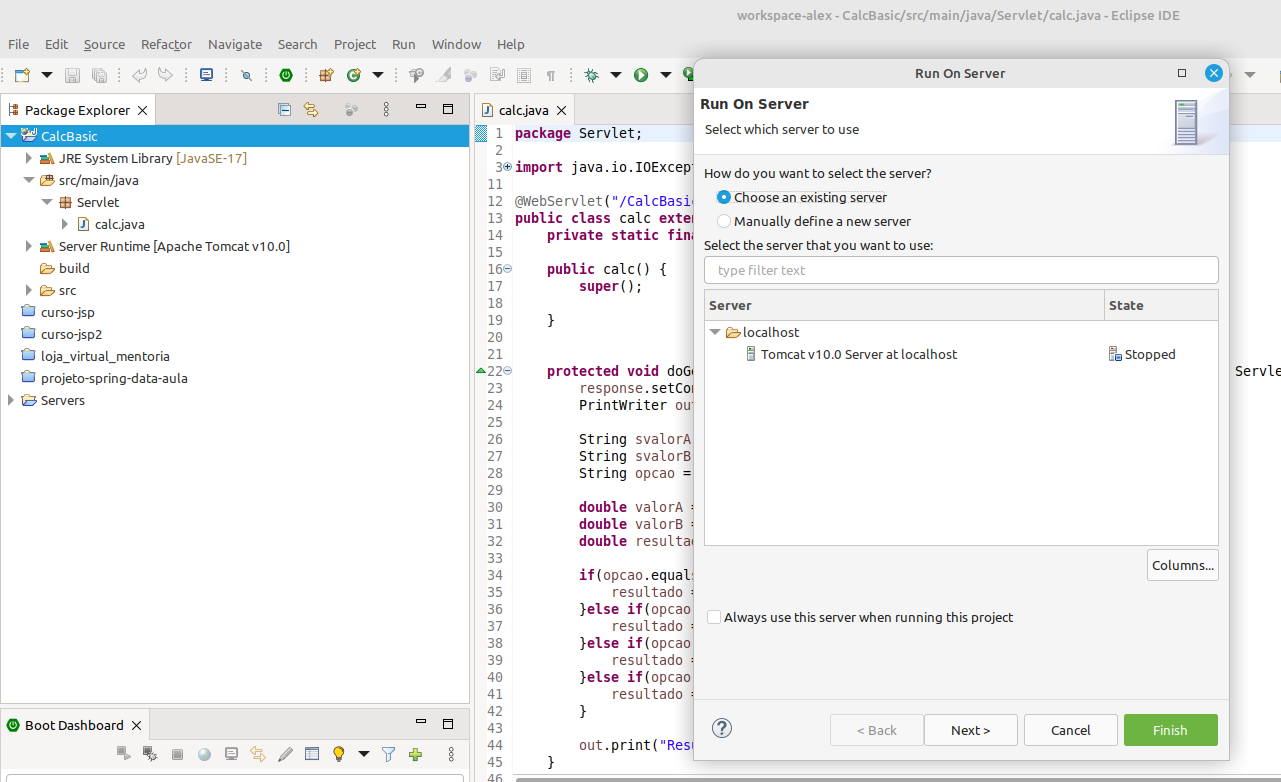 workspace-alex - CalcBasic/src/main/java/Servlet/calc.java - Eclipse IDE
File Edit Source Refactor Navigate Search Project Run Window Help
Package Explorer
CalcBasic
JRE System Library [JavaSE-17]
src/main/java
Servlet
calc.java
Server Runtime [Apache Tomcat v10.0]
build
src
curso-jsp
curso-jsp2
loja_virtual_mentoria
projeto-spring-data-aula
Servers
Boot Dashboard
calc.java
1 package Servlet;
2
3 import java.io.IOExcept
11
12 @WebServlet("/CalcBasi
13 public class calc exten
14 private static fina
15
16 public calc() {
17 super();
18
19 }
20
21
22 protected void doGe Servle
23 response.setCon
24 PrintWriter out
25
26 String svalorA
27 String svalorB
28 String opcao =
29
30 double valorA =
31 double valorB =
32 double resultad
33
34 if(opcao.equals
35 resultado =
36 }else if(opcao
37 resultado =
38 }else if(opcao
39 resultado =
40 }else if(opcao
41 resultado =
42 }
43
44 out.print("Resu
45 }
46
Run On Server
Run On Server
Select which server to use
How do you want to select the server?
Choose an existing server
Manually define a new server
Select the server that you want to use:
type filter text
Server State
localhost
Tomcat v10.0 Server at localhost Stopped
Columns...
Always use this server when running this project
? < Back Next > Cancel Finish